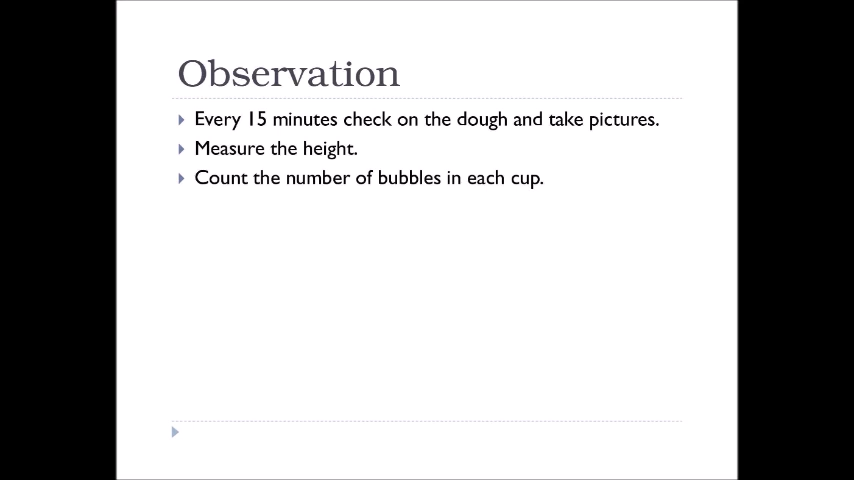 Observation
Every 15 minutes check on the dough and take pictures.
Measure the height.
Count the number of bubbles in each cup.